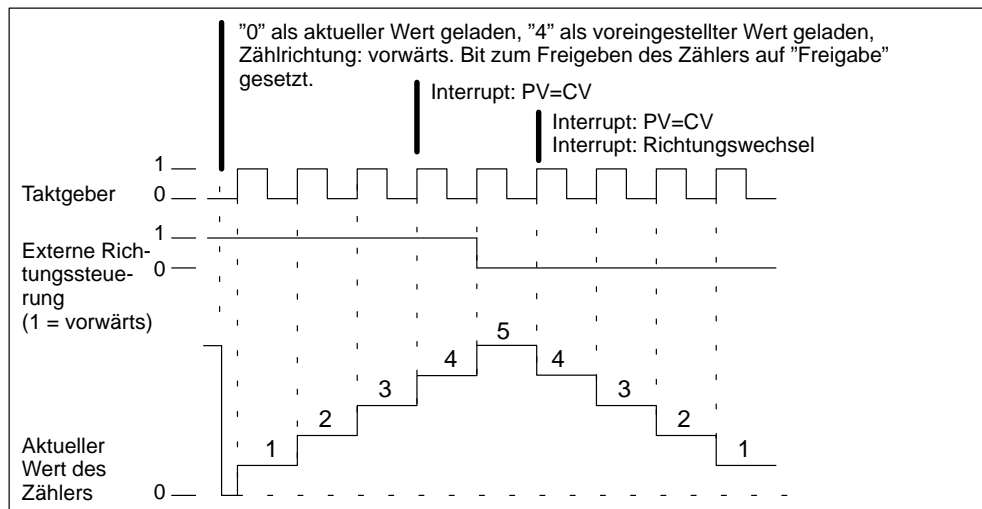 "0" als aktueller Wert geladen, "4" als voreingestellter Wert geladen,
Zählrichtung: vorwärts. Bit zum Freigeben des Zählers auf "Freigabe"
gesetzt.
Interrupt: PV=CV
Interrupt: PV=CV
Interrupt: Richtungswechsel
1
Taktgeber
0
1
Externe Rich-
tungssteue-
rung
(1 = vorwärts)
0
5
4
4
3
3
2
2
1
1
Aktueller
Wert des
Zählers
0